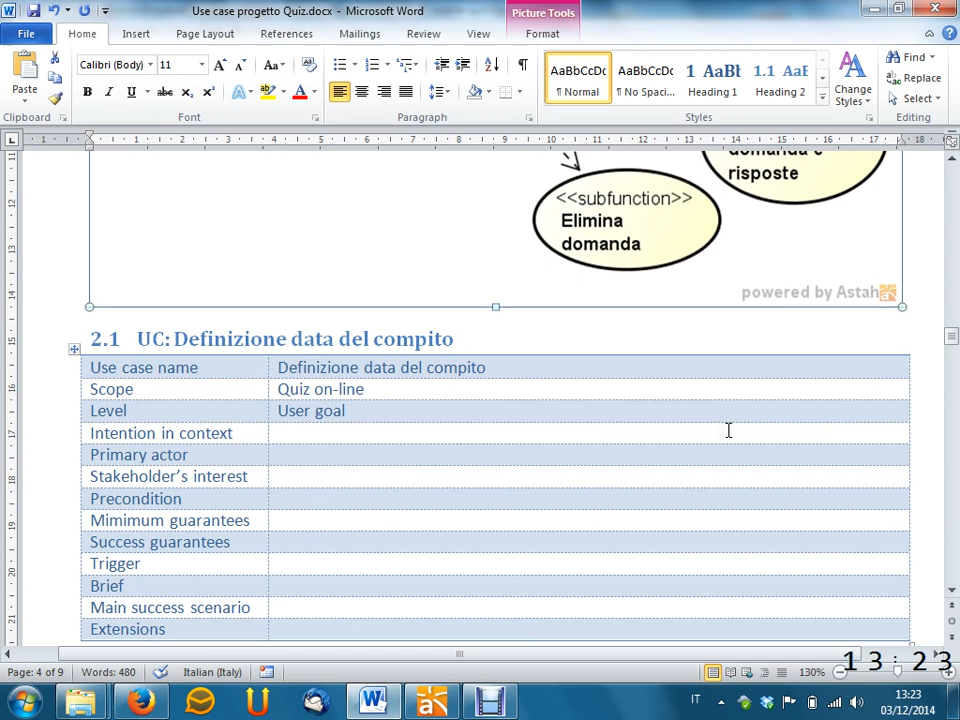 Use case progetto Quiz.docx - Microsoft Word
Picture Tools
File Home Insert Page Layout References Mailings Review View Format
Paste
Clipboard
Calibri (Body) 11
Font
Paragraph
AaBbCcDc AaBbCcDc AaBb 1.1 AaB
¶ Normal ¶ No Spaci... Heading 1 Heading 2
Change Styles
Styles
Find
Replace
Select
Editing
domanda e
risposte
<<subfunction>>
Elimina
domanda
powered by Astah
2.1 UC: Definizione data del compito
Use case name Definizione data del compito
Scope Quiz on-line
Level User goal
Intention in context
Primary actor
Stakeholder’s interest
Precondition
Mimimum guarantees
Success guarantees
Trigger
Brief
Main success scenario
Extensions
Page: 4 of 9 Words: 480 Italian (Italy) 130%
13:23
IT 13:23
03/12/2014